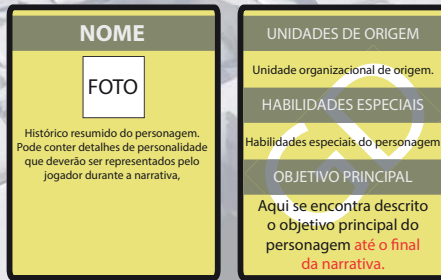 NOME
FOTO
Histórico resumido do personagem.
Pode conter detalhes de personalidade
que deverão ser representados pelo
jogador durante a narrativa,
UNIDADES DE ORIGEM
Unidade organizacional de origem.
HABILIDADES ESPECIAIS
Habilidades especiais do personagem
OBJETIVO PRINCIPAL
Aqui se encontra descrito
o objetivo principal do
personagem até o final
da narrativa.
GD